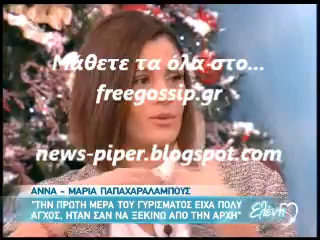 Μάθετε τα όλα στο...
freegossip.gr
news-piper.blogspot.com
ΑΝΝΑ - ΜΑΡΙΑ ΠΑΠΑΧΑΡΑΛΑΜΠΟΥΣ
"ΤΗΝ ΠΡΩΤΗ ΜΕΡΑ ΤΟΥ ΓΥΡΙΣΜΑΤΟΣ ΕΙΧΑ ΠΟΛΥ
ΑΓΧΟΣ, ΗΤΑΝ ΣΑΝ ΝΑ ΞΕΚΙΝΩ ΑΠΟ ΤΗΝ ΑΡΧΗ"
Ελένη